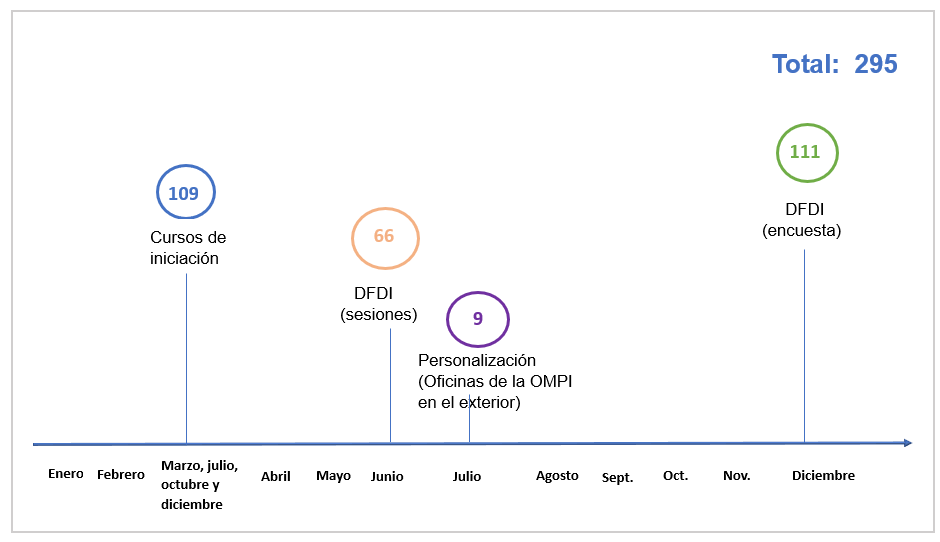 Total: 295
109
Cursos de
iniciación
66
DFDI
(sesiones)
9
Personalización
(Oficinas de la OMPI
en el exterior)
111
DFDI
(encuesta)
Enero
Febrero
Marzo, julio,
octubre y
diciembre
Abril
Mayo
Junio
Julio
Agosto
Sept.
Oct.
Nov.
Diciembre